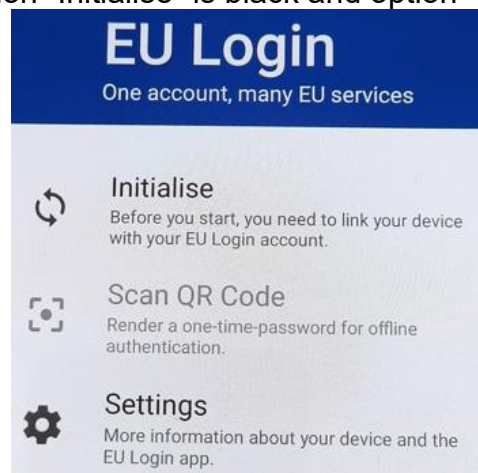 EU Login
One account, many EU services
Initialise
Before you start, you need to link your device
with your EU Login account.
Scan QR Code
Render a one-time-password for offline
authentication.
Settings
More information about your device and the
EU Login app.